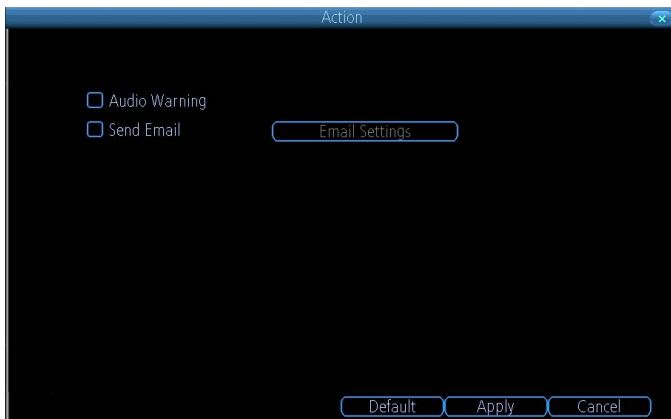 Action
Audio Warning
Send Email Email Settings
Default Apply Cancel